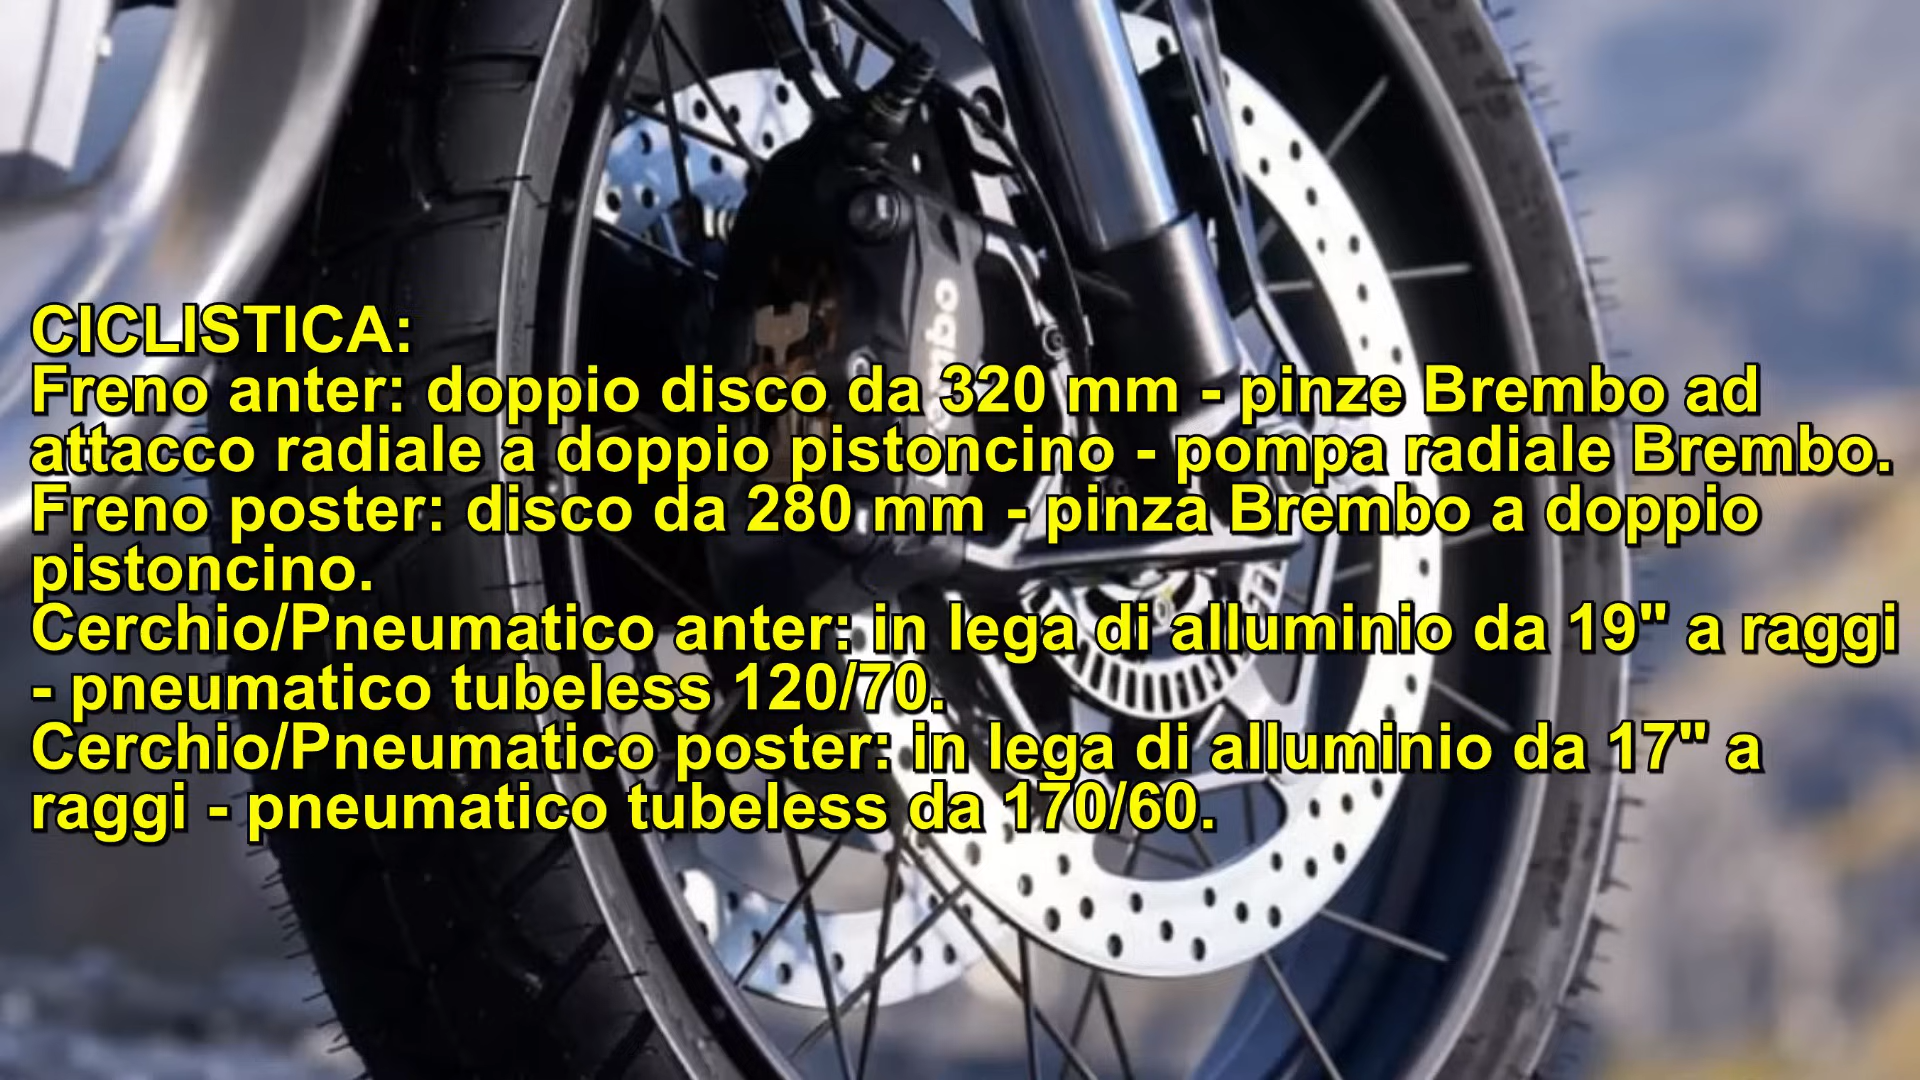 CICLISTICA:
Freno anter: doppio disco da 320 mm - pinze Brembo ad
attacco radiale a doppio pistoncino - pompa radiale Brembo.
Freno poster: disco da 280 mm - pinza Brembo a doppio
pistoncino.
Cerchio/Pneumatico anter: in lega di alluminio da 19" a raggi
- pneumatico tubeless 120/70.
Cerchio/Pneumatico poster: in lega di alluminio da 17" a
raggi - pneumatico tubeless da 170/60.
brembo